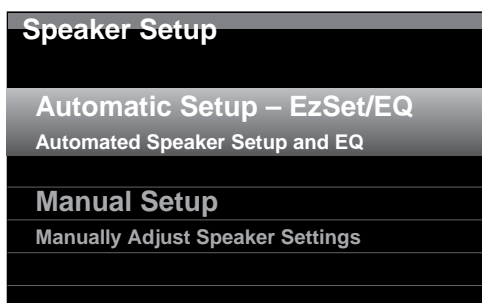 Speaker Setup
Automatic Setup – EzSet/EQ
Automated Speaker Setup and EQ
Manual Setup
Manually Adjust Speaker Settings